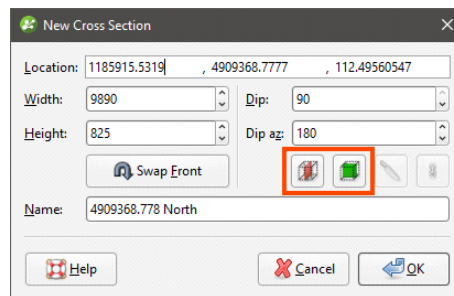 New Cross Section
Location: 1185915.5319 , 4909368.7777 , 112.49560547
Width: 9890 Dip: 90
Height: 825 Dip az: 180
Swap Front
Name: 4909368.778 North
Help Cancel OK